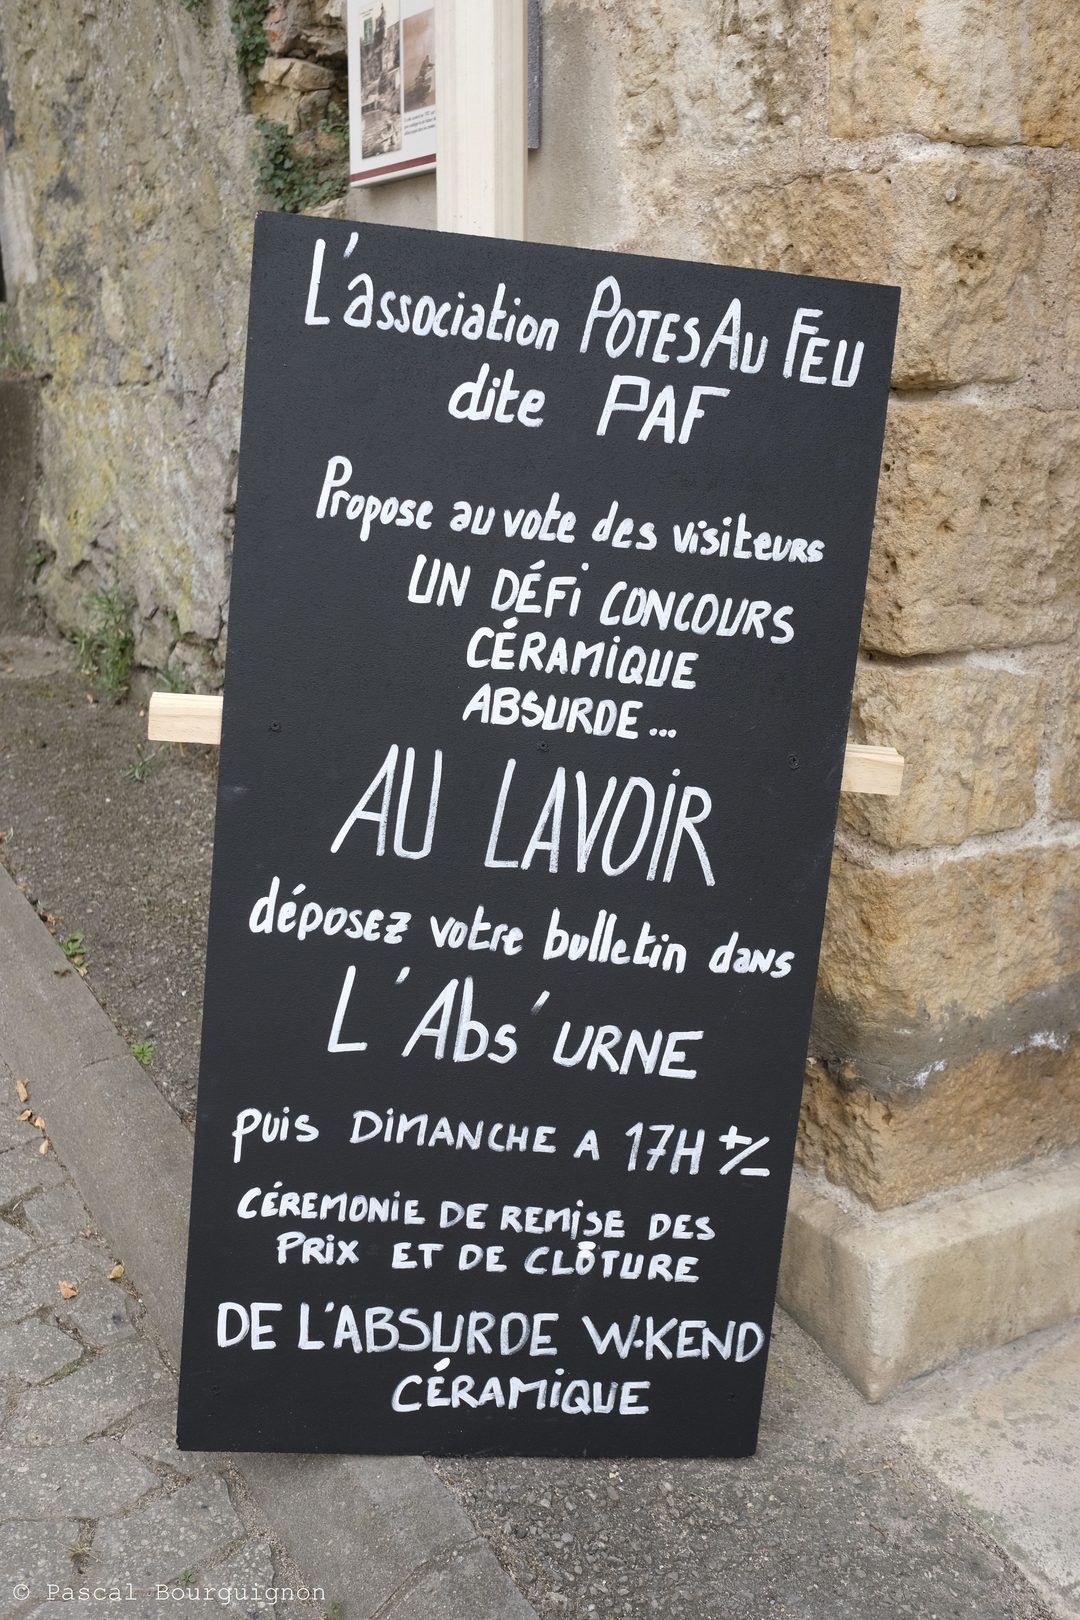 L'association POTES AU FEU
dite PAF
Propose au vote des visiteurs
UN DÉFI CONCOURS
CÉRAMIQUE
ABSURDE...
AU LAVOIR
déposez votre bulletin dans
L'Abs'URNE
puis DIMANCHE A 17H +/-
CÉREMONIE DE REMISE DES
PRIX ET DE CLÔTURE
DE L'ABSURDE W-KEND
CÉRAMIQUE
© Pascal Bourguignon